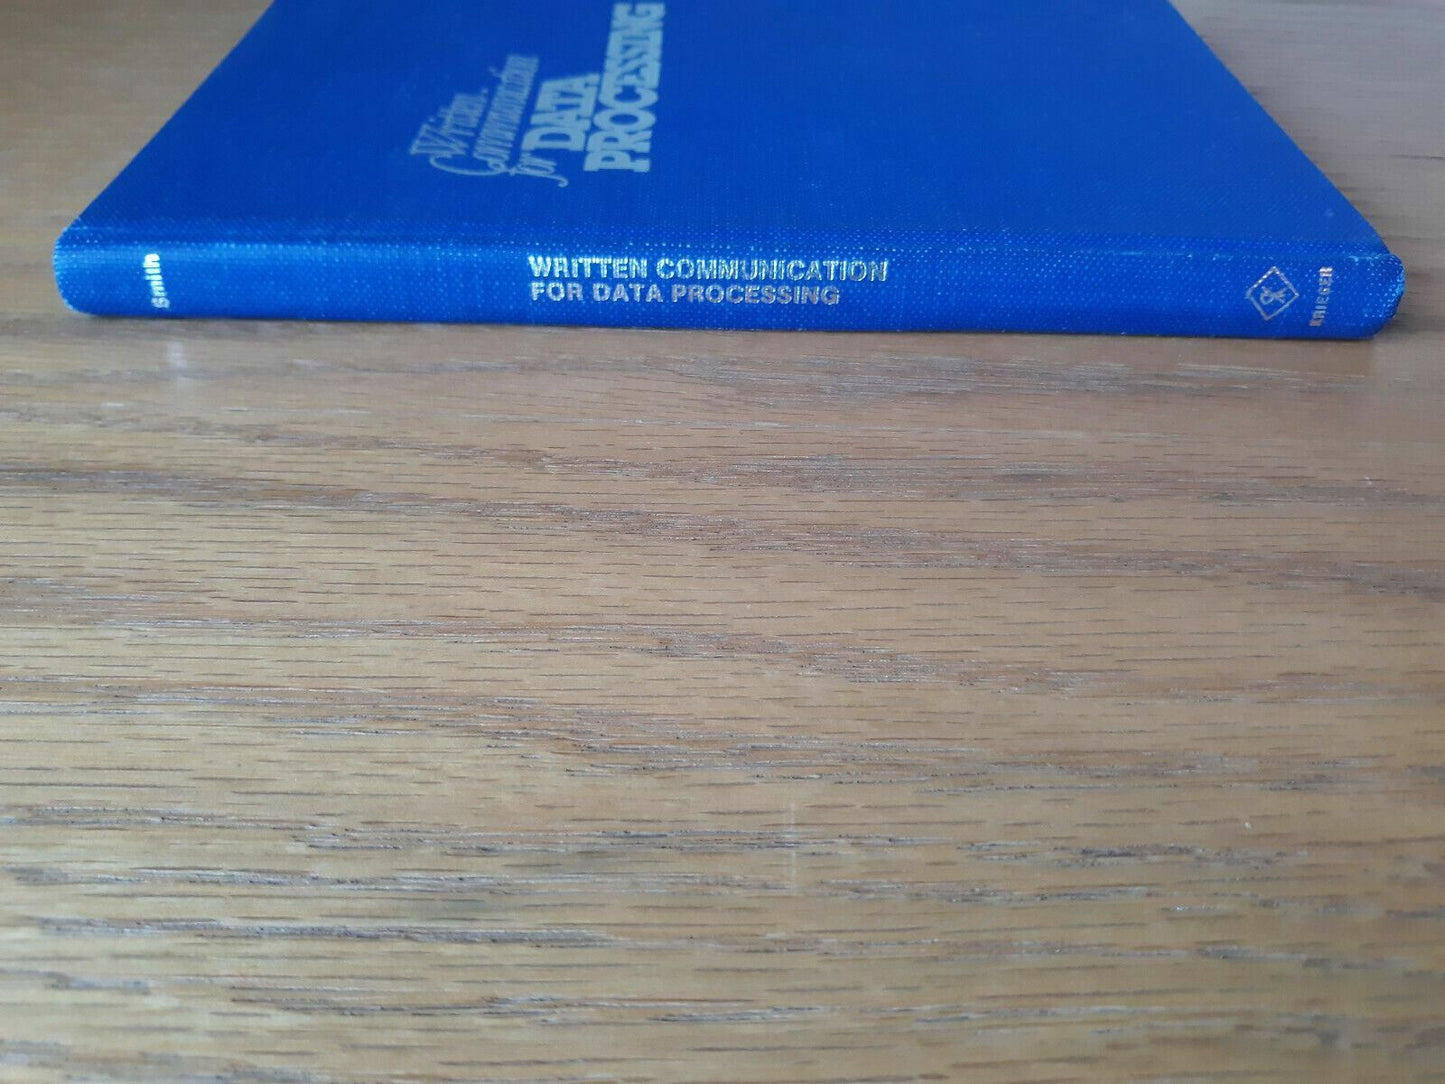 Written
Communication
for DATA
PROCESSING
Smith
WRITTEN COMMUNICATION
FOR DATA PROCESSING
KRIEGER